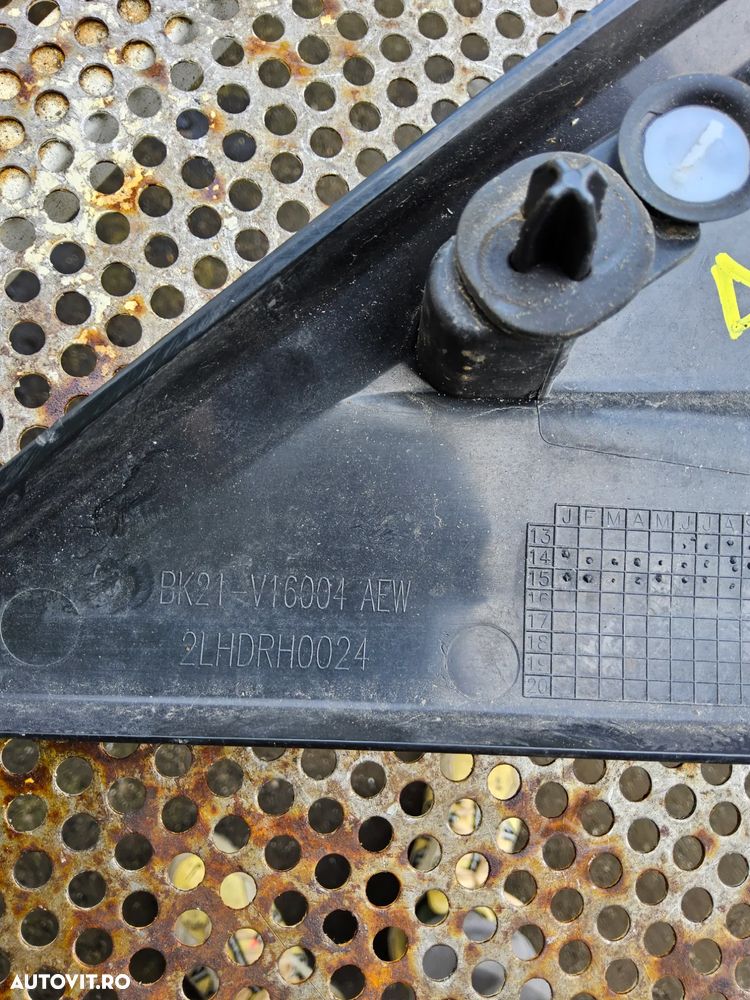 J F M A M J J A
13
14
15
16
17
18
19
20
BK21-V16004 AEW
2LHDRH0024
AUTOVIT.RO